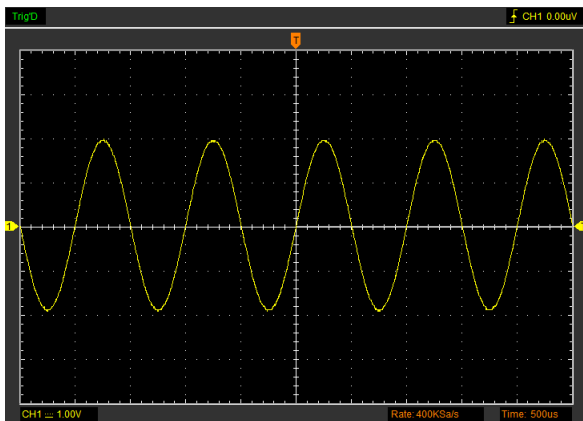 Trig'D
CH1 0.00uV
T
1
CH1 1.00V
Rate: 400KSa/s
Time: 500us